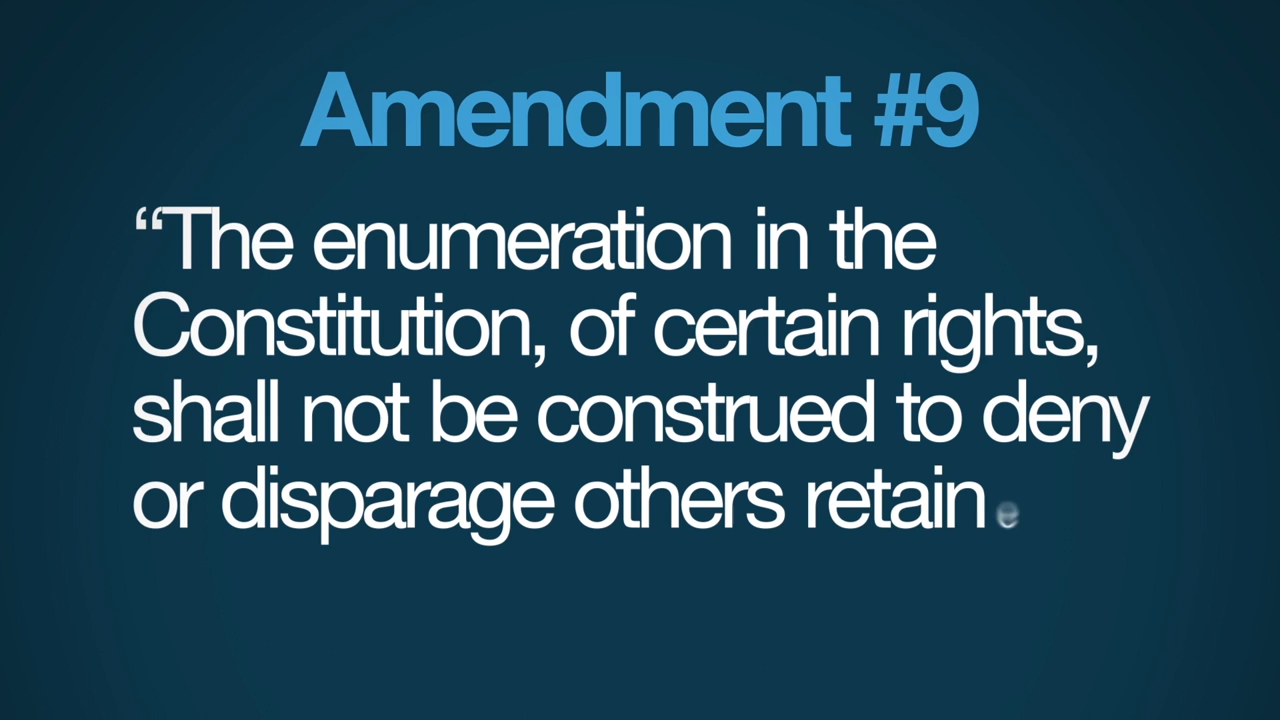 Amendment #9
“The enumeration in the
Constitution, of certain rights,
shall not be construed to deny
or disparage others retaine